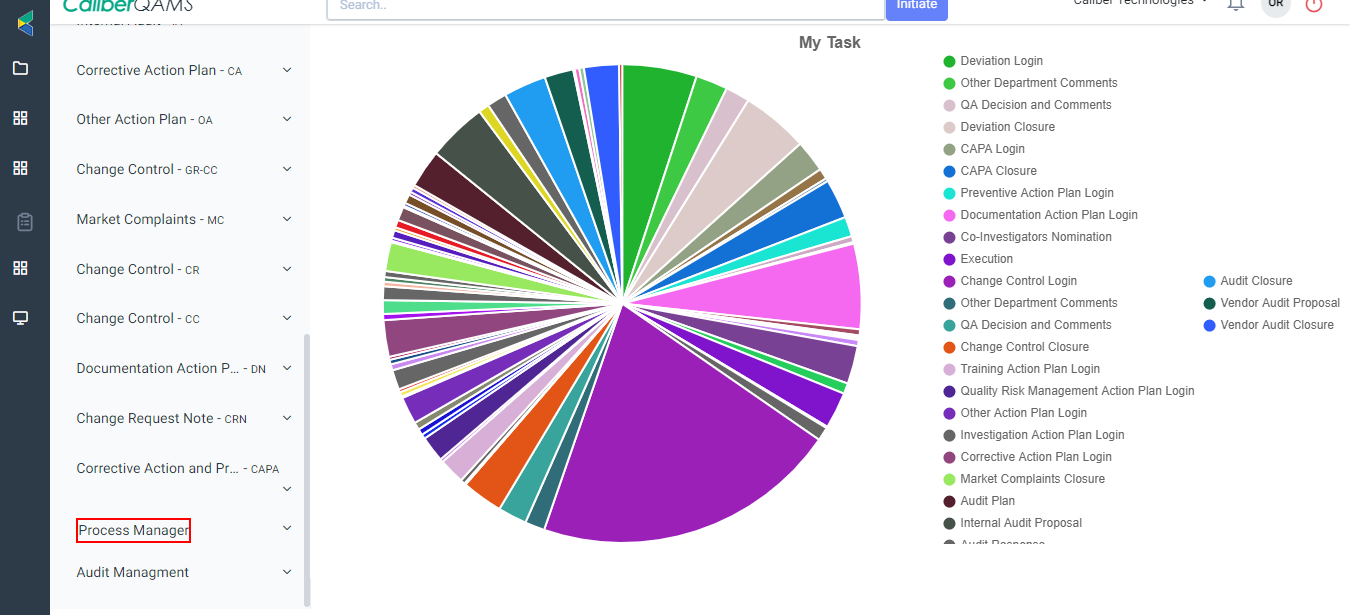 CaliberQAMS
Search..
Initiate
Caliber Technologies
UR
Internal Audit - IA
Corrective Action Plan - CA
Other Action Plan - OA
Change Control - GR-CC
Market Complaints - MC
Change Control - CR
Change Control - CC
Documentation Action P... - DN
Change Request Note - CRN
Corrective Action and Pr... - CAPA
Process Manager
Audit Managment
My Task
Deviation Login
Other Department Comments
QA Decision and Comments
Deviation Closure
CAPA Login
CAPA Closure
Preventive Action Plan Login
Documentation Action Plan Login
Co-Investigators Nomination
Execution
Change Control Login
Other Department Comments
QA Decision and Comments
Change Control Closure
Training Action Plan Login
Quality Risk Management Action Plan Login
Other Action Plan Login
Investigation Action Plan Login
Corrective Action Plan Login
Market Complaints Closure
Audit Plan
Internal Audit Proposal
Audit Response
Audit Closure
Vendor Audit Proposal
Vendor Audit Closure